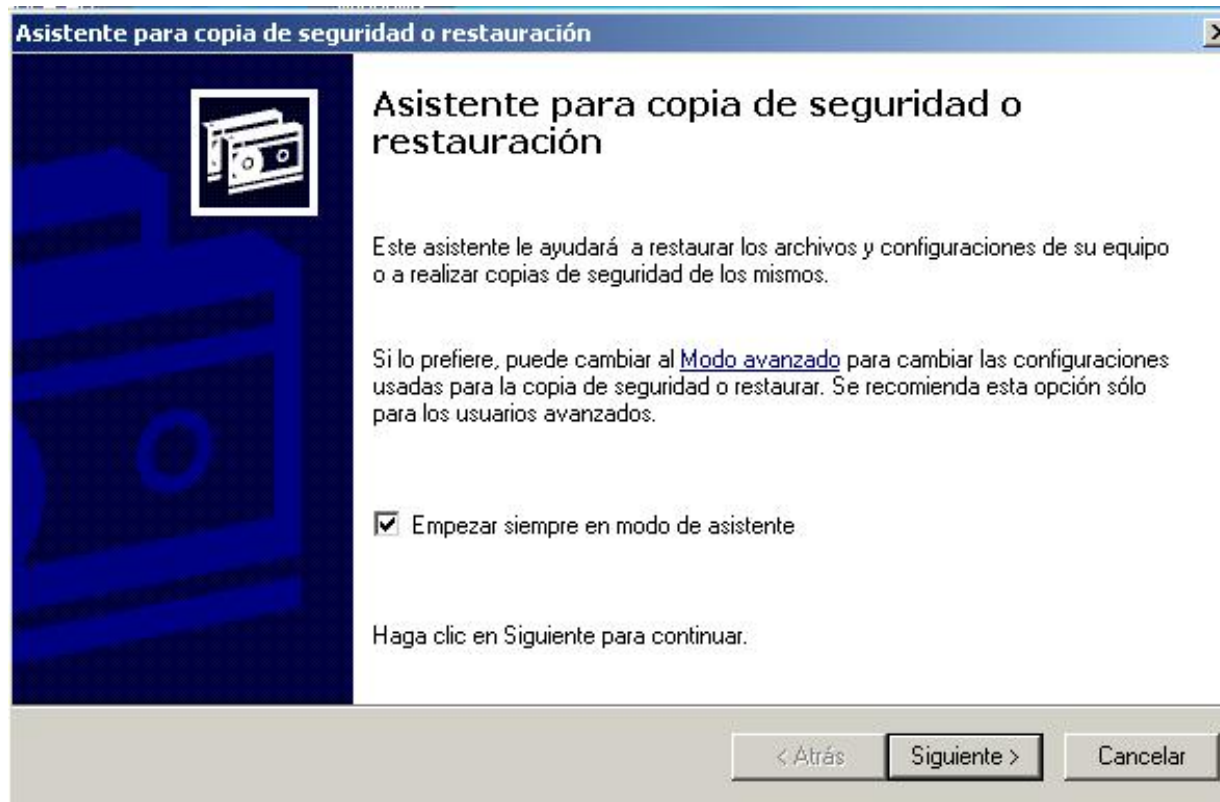 Asistente para copia de seguridad o restauración
Asistente para copia de seguridad o
restauración
Este asistente le ayudará a restaurar los archivos y configuraciones de su equipo
o a realizar copias de seguridad de los mismos.
Si lo prefiere, puede cambiar al Modo avanzado para cambiar las configuraciones
usadas para la copia de seguridad o restaurar. Se recomienda esta opción sólo
para los usuarios avanzados.
Empezar siempre en modo de asistente
Haga clic en Siguiente para continuar.
< Atrás
Siguiente >
Cancelar